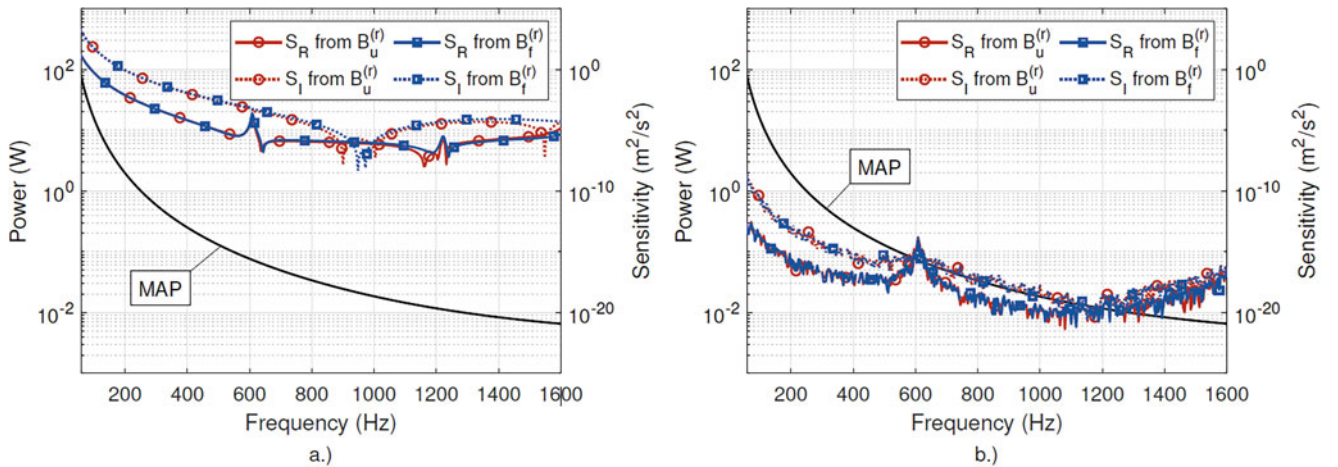 S_R from B_u^(r) S_R from B_f^(r)
S_I from B_u^(r) S_I from B_f^(r)
10^2
10^0
10^-2
Power (W)
MAP
10^0
10^-10
10^-20
Sensitivity (m^2/s^2)
200 400 600 800 1000 1200 1400 1600
Frequency (Hz)
a.)
S_R from B_u^(r) S_R from B_f^(r)
S_I from B_u^(r) S_I from B_f^(r)
10^2
10^0
10^-2
Power (W)
MAP
10^0
10^-10
10^-20
Sensitivity (m^2/s^2)
200 400 600 800 1000 1200 1400 1600
Frequency (Hz)
b.)